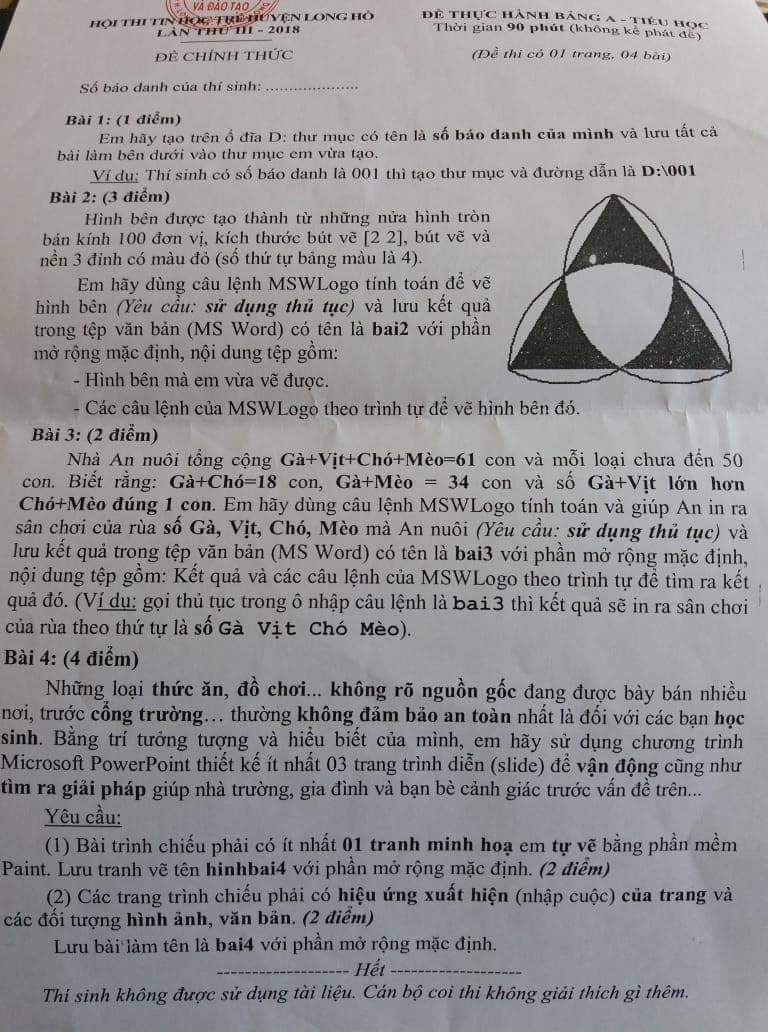 VÀ ĐÀO TẠO
HỘI THI TIN HỌC TRẺ HUYỆN LONG HỒ
LẦN THỨ III - 2018
ĐỀ THỰC HÀNH BẢNG A - TIỂU HỌC
Thời gian 90 phút (không kể phát đề)
ĐỀ CHÍNH THỨC
(Đề thi có 01 trang, 04 bài)
Số báo danh của thí sinh: .....................
Bài 1: (1 điểm)
Em hãy tạo trên ổ đĩa D: thư mục có tên là số báo danh của mình và lưu tất cả
bài làm bên dưới vào thư mục em vừa tạo.
Ví dụ: Thí sinh có số báo danh là 001 thì tạo thư mục và đường dẫn là D:\001
Bài 2: (3 điểm)
Hình bên được tạo thành từ những nửa hình tròn
bán kính 100 đơn vị, kích thước bút vẽ [2 2], bút vẽ và
nền 3 đỉnh có màu đỏ (số thứ tự bảng màu là 4).
Em hãy dùng câu lệnh MSWLogo tính toán để vẽ
hình bên (Yêu cầu: sử dụng thủ tục) và lưu kết quả
trong tệp văn bản (MS Word) có tên là bai2 với phần
mở rộng mặc định, nội dung tệp gồm:
- Hình bên mà em vừa vẽ được.
- Các câu lệnh của MSWLogo theo trình tự để vẽ hình bên đó.
Bài 3: (2 điểm)
Nhà An nuôi tổng cộng Gà+Vịt+Chó+Mèo=61 con và mỗi loại chưa đến 50
con. Biết rằng: Gà+Chó=18 con, Gà+Mèo = 34 con và số Gà+Vịt lớn hơn
Chó+Mèo đúng 1 con. Em hãy dùng câu lệnh MSWLogo tính toán và giúp An in ra
sân chơi của rùa số Gà, Vịt, Chó, Mèo mà An nuôi (Yêu cầu: sử dụng thủ tục) và
lưu kết quả trong tệp văn bản (MS Word) có tên là bai3 với phần mở rộng mặc định,
nội dung tệp gồm: Kết quả và các câu lệnh của MSWLogo theo trình tự để tìm ra kết
quả đó. (Ví dụ: gọi thủ tục trong ô nhập câu lệnh là bai3 thì kết quả sẽ in ra sân chơi
của rùa theo thứ tự là số Gà Vịt Chó Mèo).
Bài 4: (4 điểm)
Những loại thức ăn, đồ chơi... không rõ nguồn gốc đang được bày bán nhiều
nơi, trước cổng trường... thường không đảm bảo an toàn nhất là đối với các bạn học
sinh. Bằng trí tưởng tượng và hiểu biết của mình, em hãy sử dụng chương trình
Microsoft PowerPoint thiết kế ít nhất 03 trang trình diễn (slide) để vận động cũng như
tìm ra giải pháp giúp nhà trường, gia đình và bạn bè cảnh giác trước vấn đề trên...
Yêu cầu:
(1) Bài trình chiếu phải có ít nhất 01 tranh minh hoạ em tự vẽ bằng phần mềm
Paint. Lưu tranh vẽ tên hinhbai4 với phần mở rộng mặc định. (2 điểm)
(2) Các trang trình chiếu phải có hiệu ứng xuất hiện (nhập cuộc) của trang và
các đối tượng hình ảnh, văn bản. (2 điểm)
Lưu bài làm tên là bai4 với phần mở rộng mặc định.
-------------------- Hết --------------------
Thí sinh không được sử dụng tài liệu. Cán bộ coi thi không giải thích gì thêm.